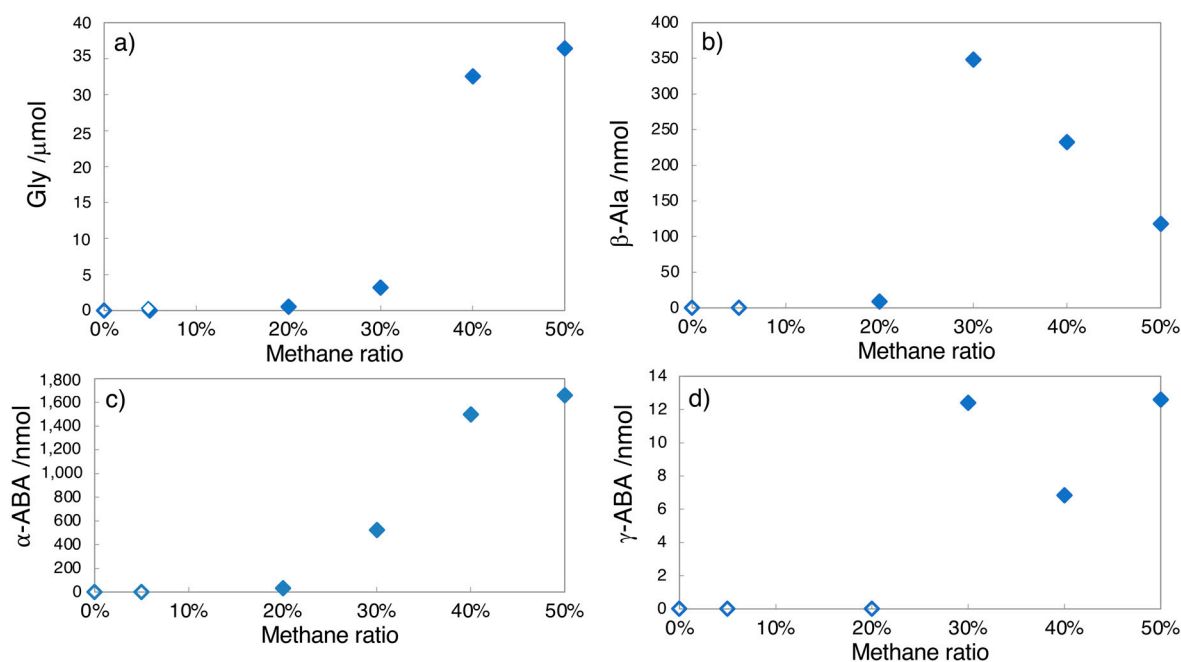 a)
Gly /μmol
40
35
30
25
20
15
10
5
0
0% 10% 20% 30% 40% 50%
Methane ratio
b)
β-Ala /nmol
400
350
300
250
200
150
100
50
0
0% 10% 20% 30% 40% 50%
Methane ratio
c)
α-ABA /nmol
1,800
1,600
1,400
1,200
1,000
800
600
400
200
0
0% 10% 20% 30% 40% 50%
Methane ratio
d)
γ-ABA /nmol
14
12
10
8
6
4
2
0
0% 10% 20% 30% 40% 50%
Methane ratio